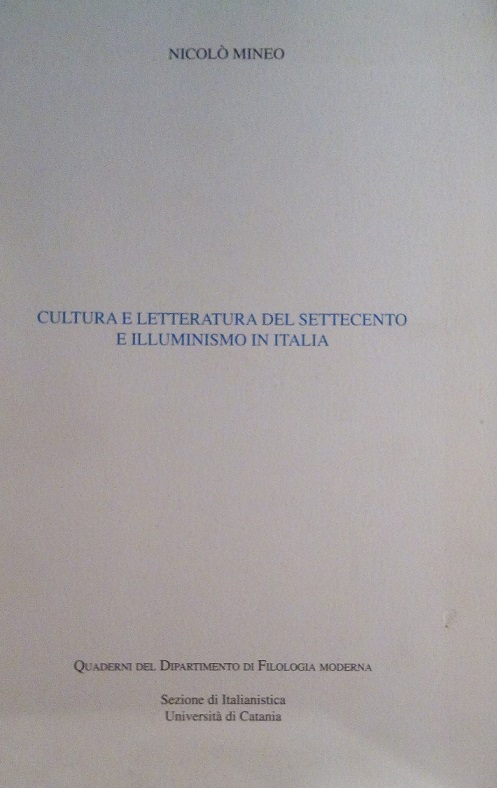 NICOLÒ MINEO
CULTURA E LETTERATURA DEL SETTECENTO
E ILLUMINISMO IN ITALIA
QUADERNI DEL DIPARTIMENTO DI FILOLOGIA MODERNA
Sezione di Italianistica
Università di Catania